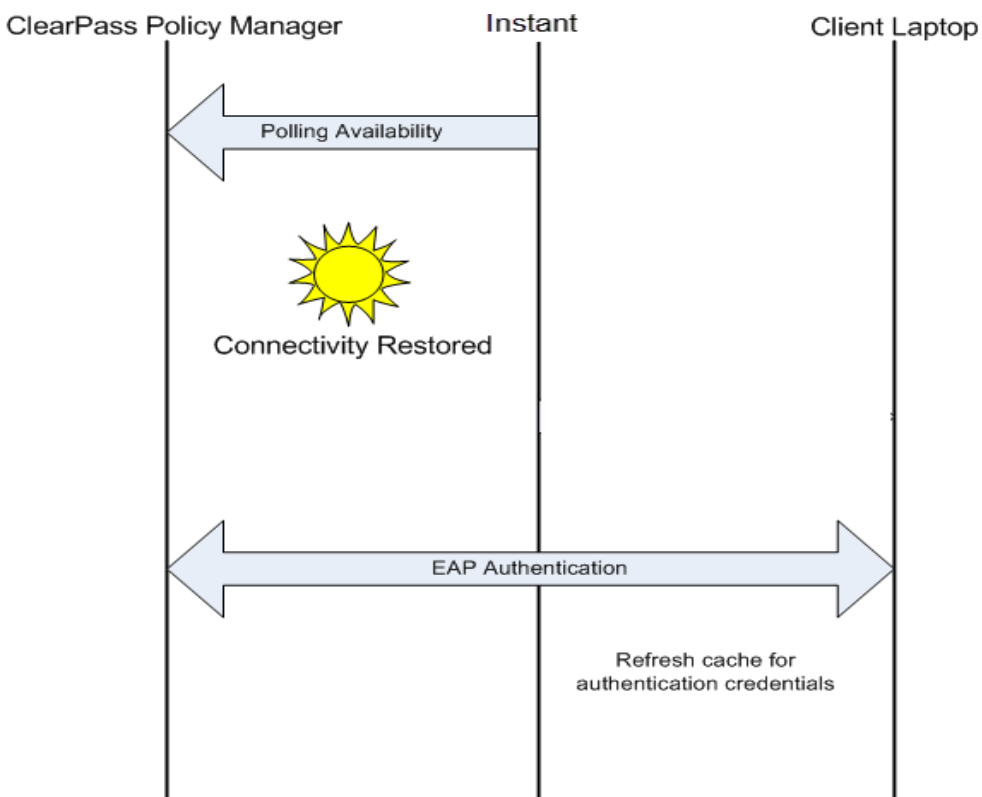 ClearPass Policy Manager
Instant
Client Laptop
Polling Availability
Connectivity Restored
EAP Authentication
Refresh cache for
authentication credentials